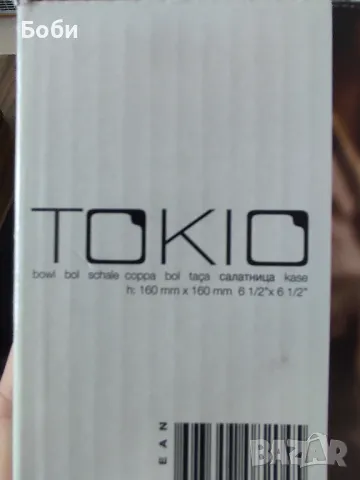 Боби
TOKIO
bowl bol schale coppa bol taça салатница kase
h: 160 mm x 160 mm 6 1/2"x 6 1/2"
EAN
BAZAR